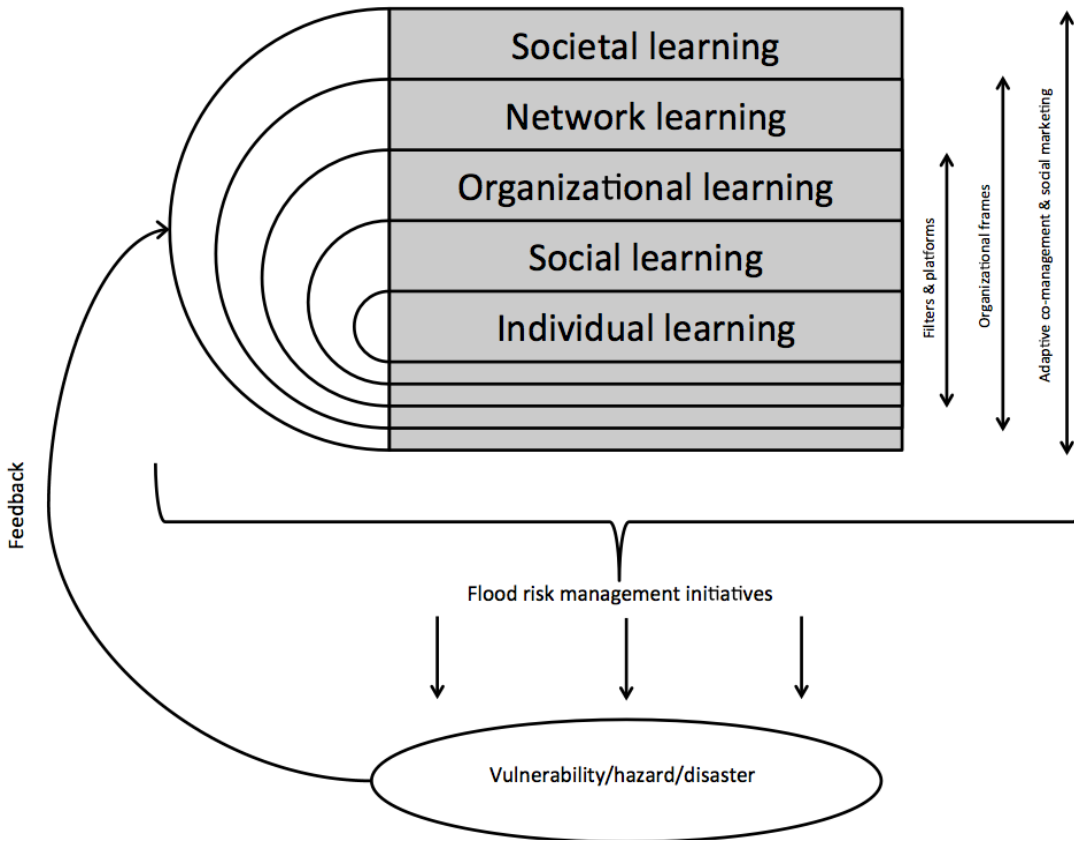 Societal learning
Network learning
Organizational learning
Social learning
Individual learning
Filters & platforms
Organizational frames
Adaptive co-management & social marketing
Feedback
Flood risk management initiatives
Vulnerability/hazard/disaster